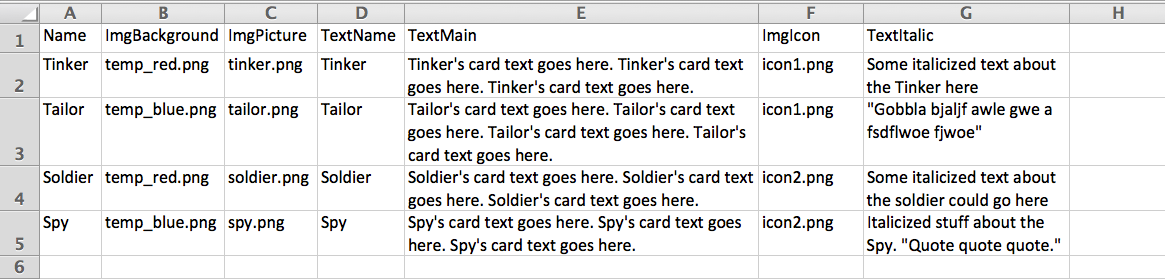 A B C D E F G H
1 Name ImgBackground ImgPicture TextName TextMain ImgIcon TextItalic
2 Tinker temp_red.png tinker.png Tinker Tinker's card text goes here. Tinker's card text icon1.png Some italicized text about
goes here. Tinker's card text goes here. the Tinker here
3 Tailor temp_blue.png tailor.png Tailor Tailor's card text goes here. Tailor's card text icon1.png "Gobbla bjaljf awle gwe a
goes here. Tailor's card text goes here. Tailor's fsdflwoe fjwoe"
card text goes here.
4 Soldier temp_red.png soldier.png Soldier Soldier's card text goes here. Soldier's card text icon2.png Some italicized text about
goes here. Soldier's card text goes here. the soldier could go here
5 Spy temp_blue.png spy.png Spy Spy's card text goes here. Spy's card text goes icon2.png Italicized stuff about the
here. Spy's card text goes here. Spy. "Quote quote quote."
6